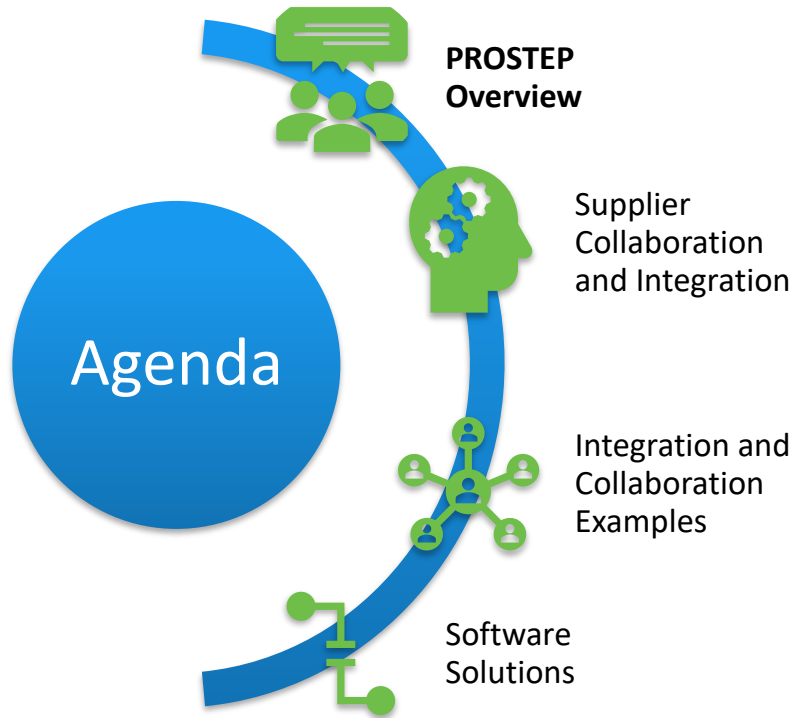 Agenda
PROSTEP
Overview
Supplier
Collaboration
and Integration
Integration and
Collaboration
Examples
Software
Solutions